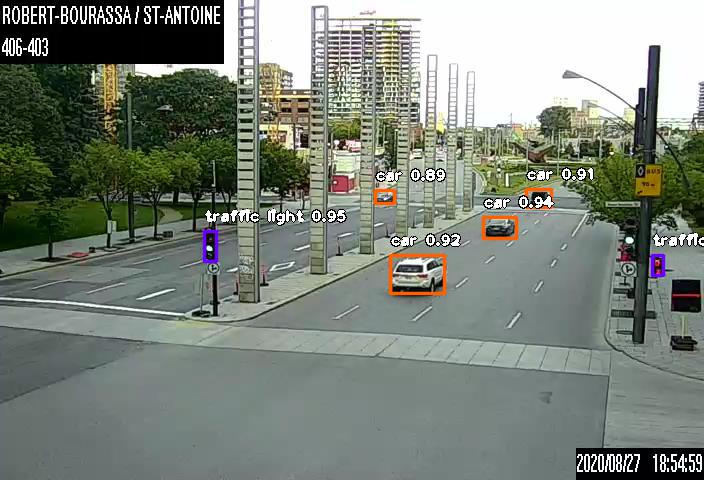 ROBERT-BOURASSA / ST-ANTOINE
406-403
car 0.89
car 0.91
car 0.94
traffic light 0.95
car 0.92
traffic
BUS
2020/08/27 18:54:59